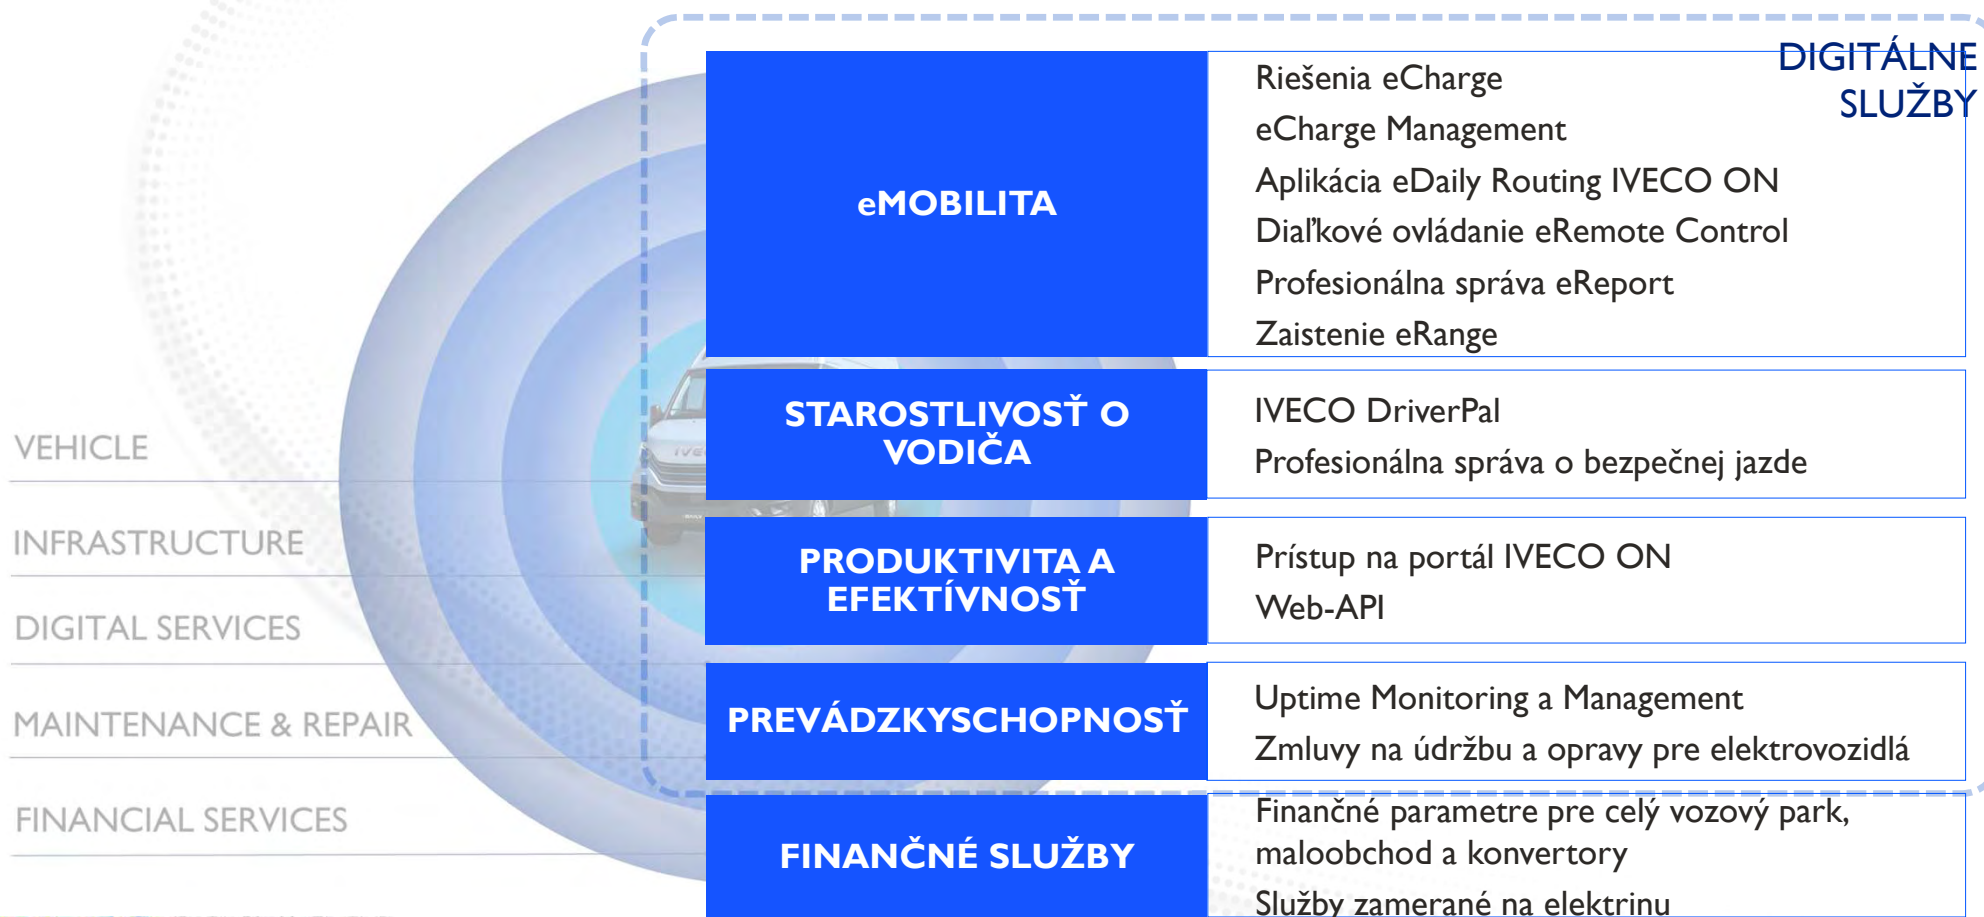 DIGITÁLNE
SLUŽBY
eMOBILITA
Riešenia eCharge
eCharge Management
Aplikácia eDaily Routing IVECO ON
Diaľkové ovládanie eRemote Control
Profesionálna správa eReport
Zaistenie eRange
STAROSTLIVOSŤ O
VODIČA
IVECO DriverPal
Profesionálna správa o bezpečnej jazde
PRODUKTIVITA A
EFEKTÍVNOSŤ
Prístup na portál IVECO ON
Web-API
PREVÁDZKYSCHOPNOSŤ
Uptime Monitoring a Management
Zmluvy na údržbu a opravy pre elektrovozidlá
FINANČNÉ SLUŽBY
Finančné parametre pre celý vozový park,
maloobchod a konvertory
Služby zamerané na elektrinu
VEHICLE
INFRASTRUCTURE
DIGITAL SERVICES
MAINTENANCE & REPAIR
FINANCIAL SERVICES